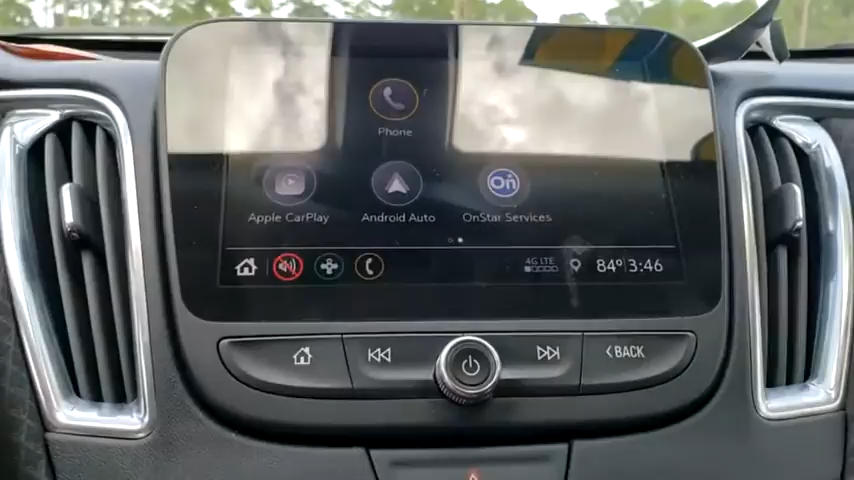 Phone
Apple CarPlay
Android Auto
On
OnStar Services
4G LTE
84° 3:46
BACK